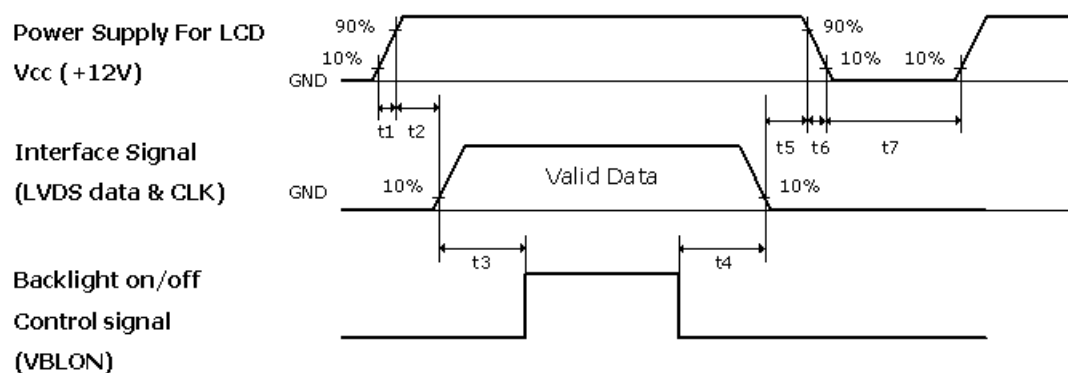 Power Supply For LCD
Vcc (+12V)
90%
10%
GND
90%
10%
10%
t1
t2
t5
t6
t7
Interface Signal
(LVDS data & CLK)
GND
10%
Valid Data
10%
t3
t4
Backlight on/off
Control signal
(VBLON)